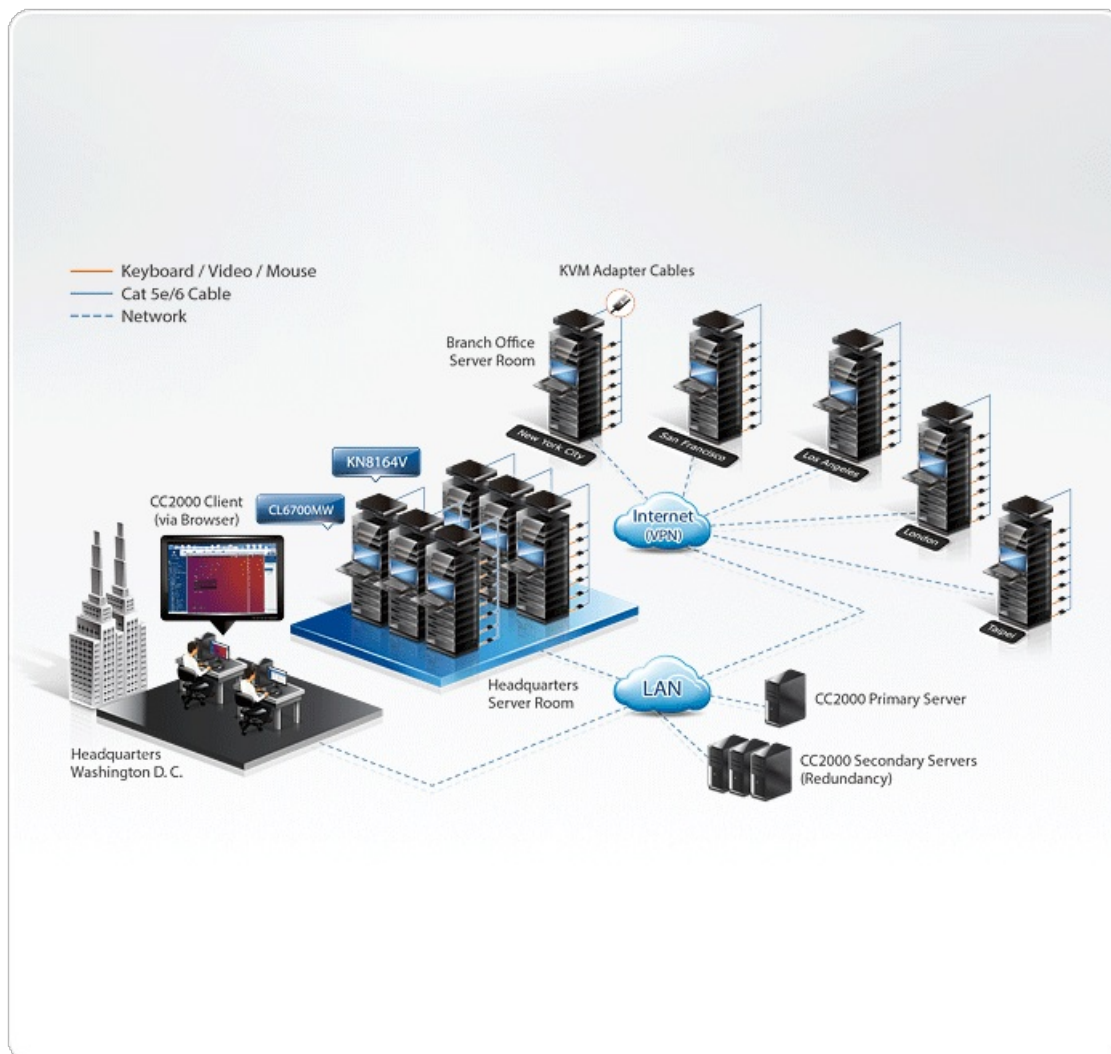 Keyboard / Video / Mouse
Cat 5e/6 Cable
Network
KVM Adapter Cables
Branch Office
Server Room
New York City
San Francisco
Los Angeles
London
Taipei
KN8164V
CL6700MW
CC2000 Client
(via Browser)
Internet
(VPN)
Headquarters
Server Room
LAN
CC2000 Primary Server
CC2000 Secondary Servers
(Redundancy)
Headquarters
Washington D. C.